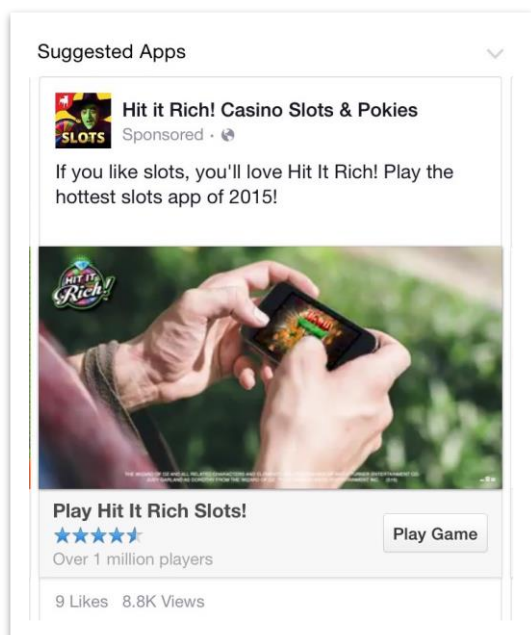 Suggested Apps
SLOTS
Hit it Rich! Casino Slots & Pokies
Sponsored ·
If you like slots, you'll love Hit It Rich! Play the
hottest slots app of 2015!
HIT IT
Rich!
Play Hit It Rich Slots!
Over 1 million players
Play Game
9 Likes 8.8K Views